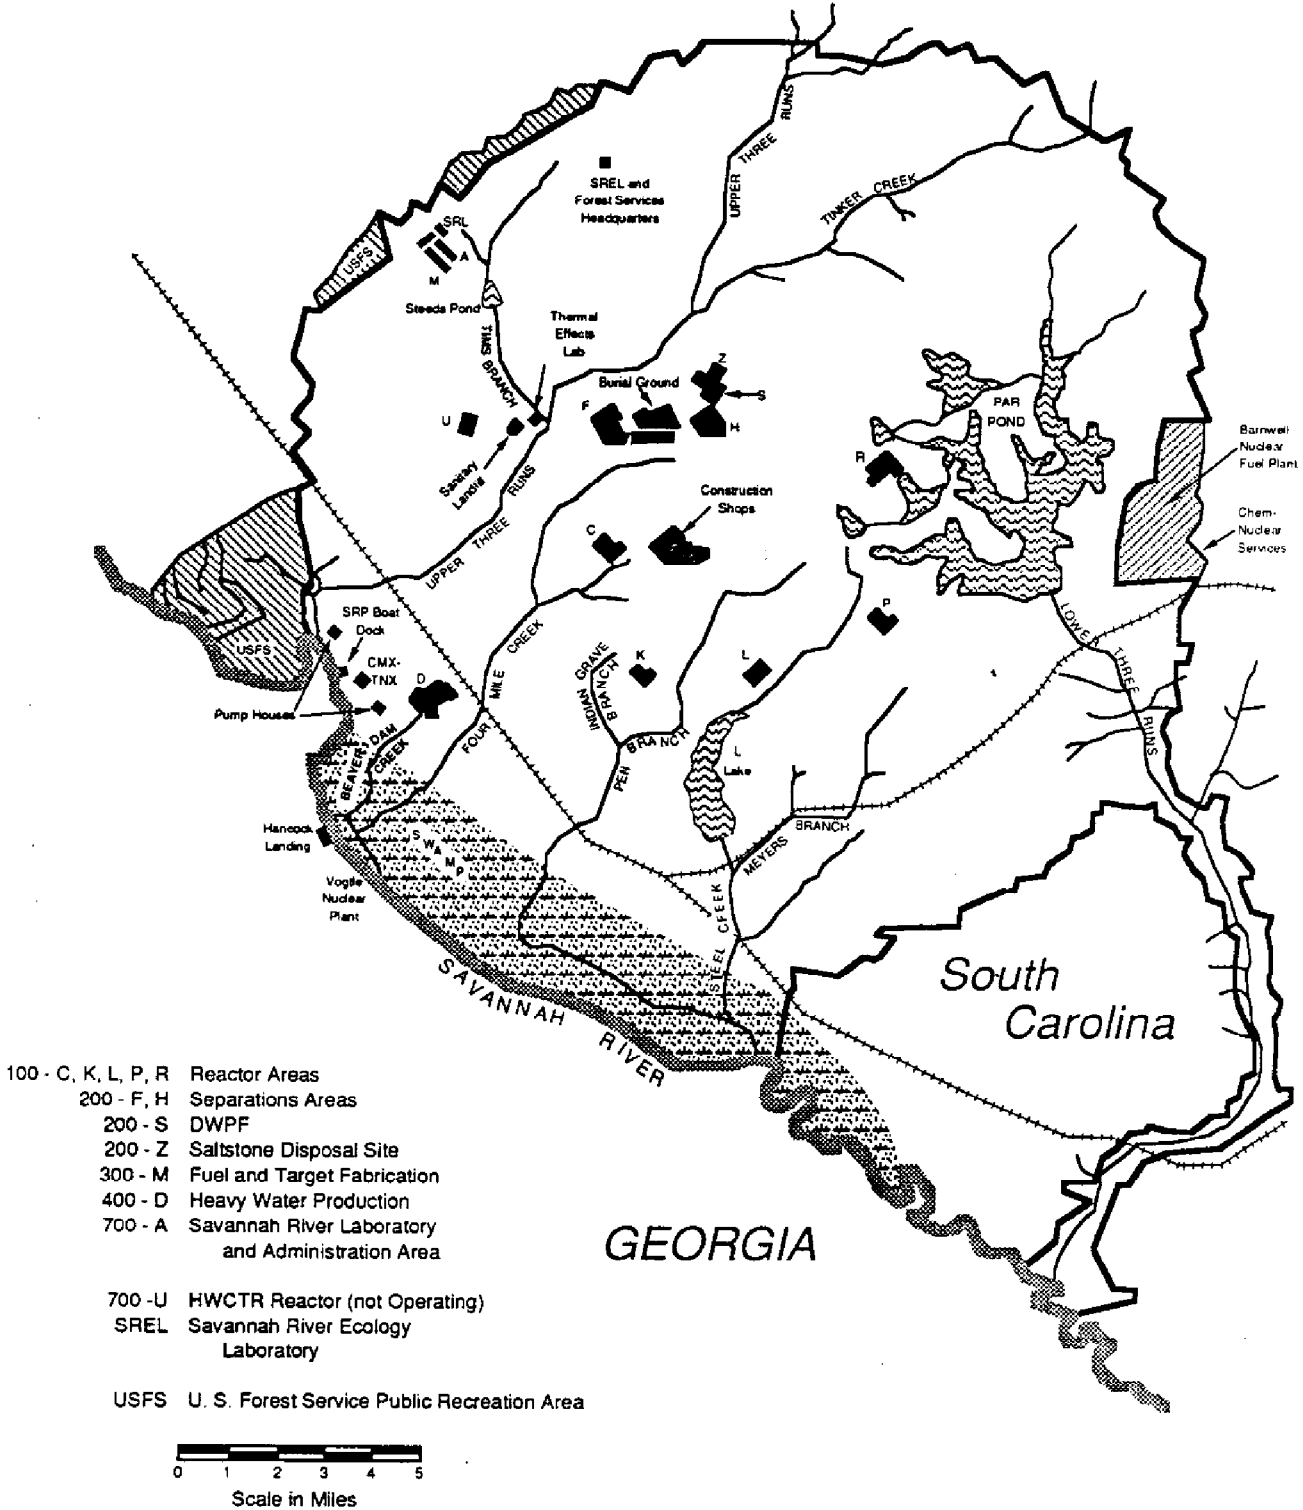 UPPER THREE RUNS
SREL and
Forest Services
Headquarters
TINKER CREEK
SRL
A
M
USFS
Steeds Pond
TIMS BRANCH
Thermal
Effects
Lab
Z
S
Burial Ground
F
H
U
PAR
POND
R
Barnwell
Nuclear
Fuel Plant
Chem-
Nuclear
Services
Sanitary
Landfill
UPPER THREE RUNS
Construction
Shops
C
P
SRP Boat
Dock
USFS
CMX-
TNX
D
Pump Houses
FOUR MILE CREEK
INDIAN GRAVE
BRANCH
K
L
LOWER THREE RUNS
BEAVER DAM
CREEK
PEN BRANCH
L
Lake
Hancock
Landing
SWAMP
MEYERS BRANCH
Vogtle
Nuclear
Plant
STEEL CREEK
SAVANNAH RIVER
South
Carolina
GEORGIA
100 - C, K, L, P, R Reactor Areas
200 - F, H Separations Areas
200 - S DWPF
200 - Z Saltstone Disposal Site
300 - M Fuel and Target Fabrication
400 - D Heavy Water Production
700 - A Savannah River Laboratory
and Administration Area
700 -U HWCTR Reactor (not Operating)
SREL Savannah River Ecology
Laboratory
USFS U. S. Forest Service Public Recreation Area
0 1 2 3 4 5
Scale in Miles